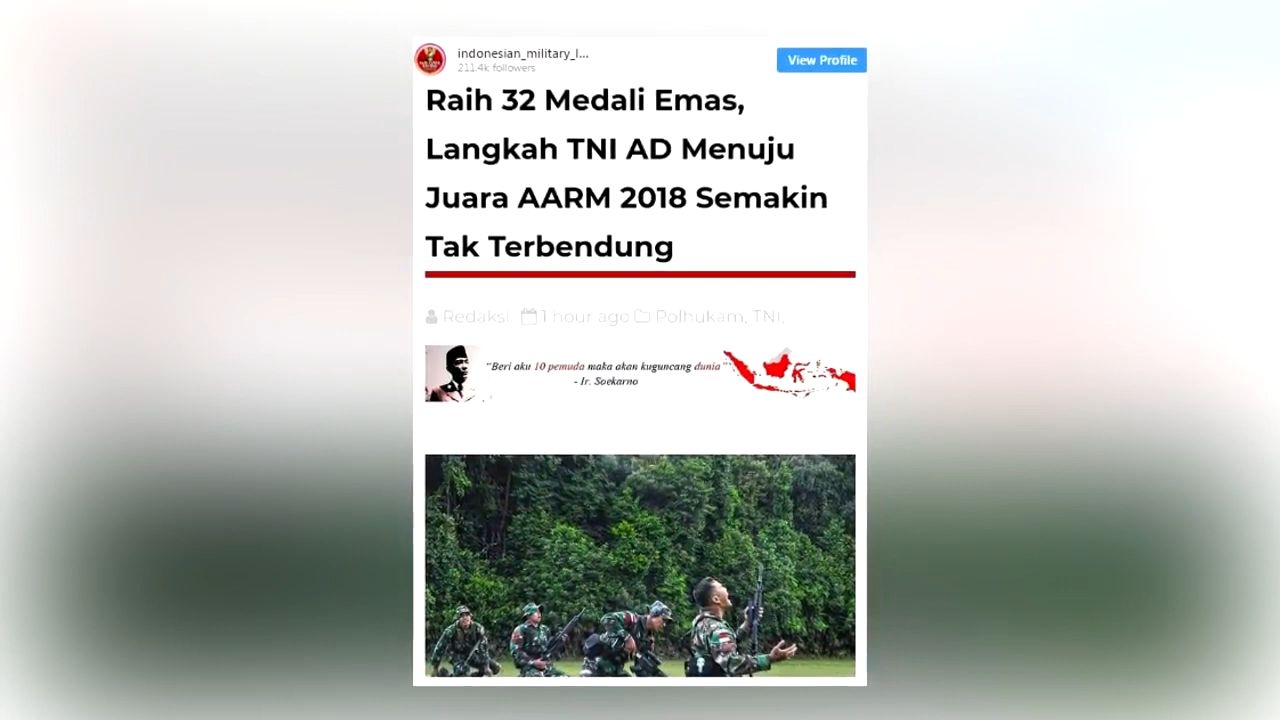 indonesian_military_l...
211.4k followers
View Profile
Raih 32 Medali Emas,
Langkah TNI AD Menuju
Juara AARM 2018 Semakin
Tak Terbendung
Redaksi 1 hour ago Polhukam, TNI,
"Beri aku 10 pemuda maka akan kuguncang dunia"
- Ir. Soekarno